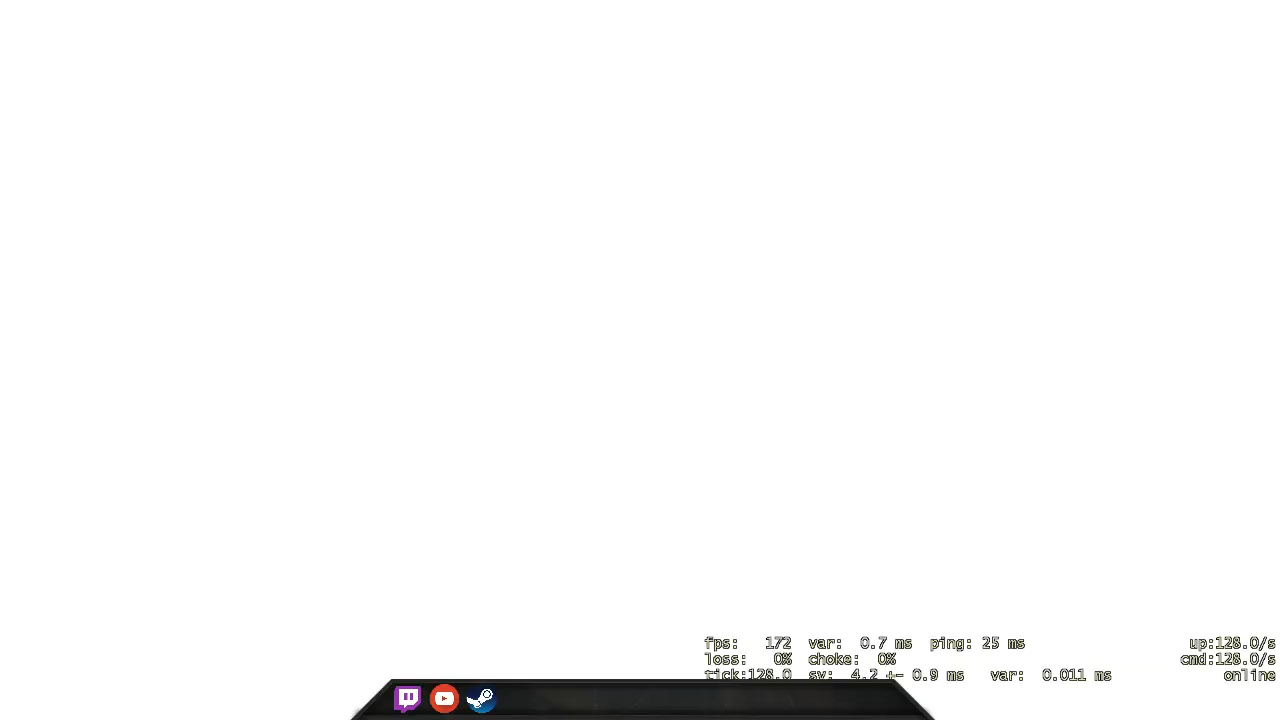 fps: 172 var: 0.7 ms ping: 25 ms up:128.0/s
loss: 0% choke: 0% cmd:128.0/s
tick:128.0 sv: 4.2 +- 0.9 ms var: 0.011 ms online